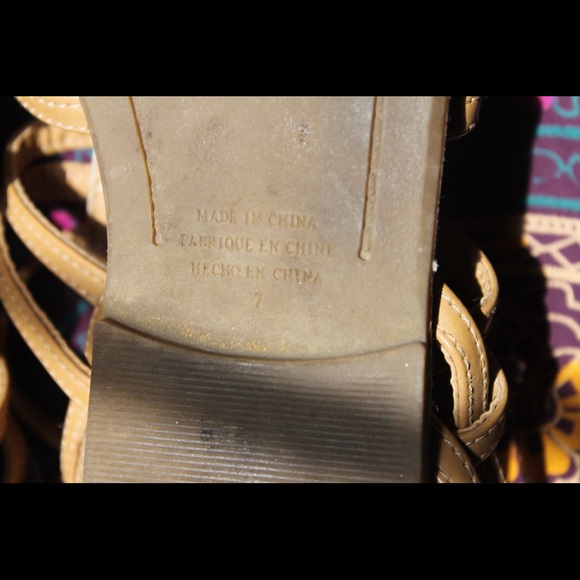 MADE IN CHINA
FABRIQUE EN CHINE
HECHO EN CHINA
7